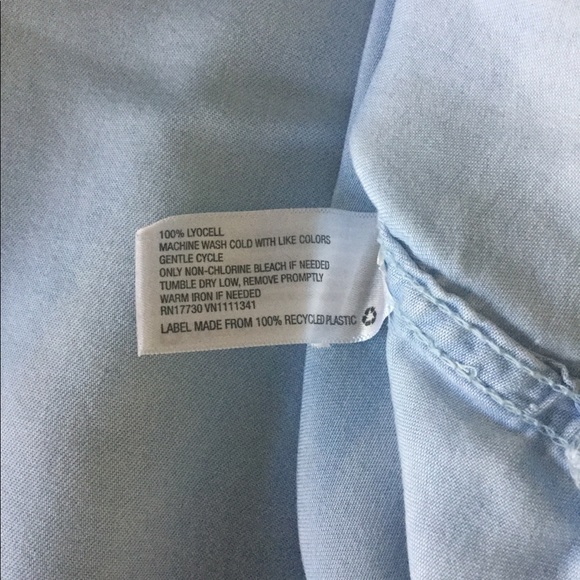 100% LYOCELL
MACHINE WASH COLD WITH LIKE COLORS
GENTLE CYCLE
ONLY NON-CHLORINE BLEACH IF NEEDED
TUMBLE DRY LOW, REMOVE PROMPTLY
WARM IRON IF NEEDED
RN17730 VN1111341
LABEL MADE FROM 100% RECYCLED PLASTIC